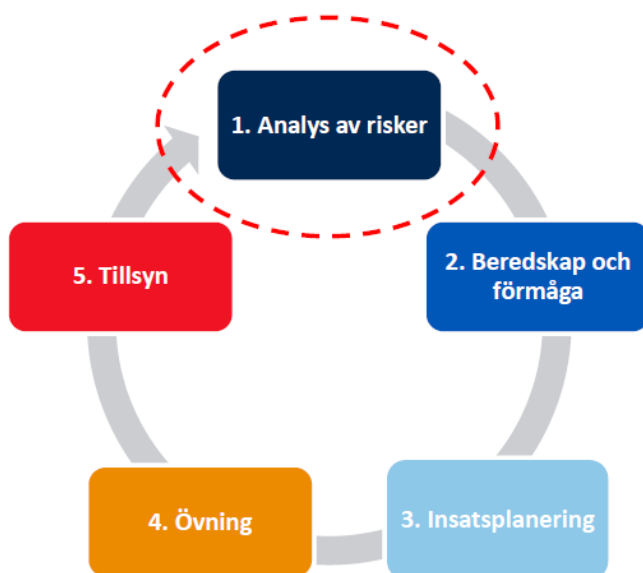 1. Analys av risker
2. Beredskap och
förmåga
3. Insatsplanering
4. Övning
5. Tillsyn